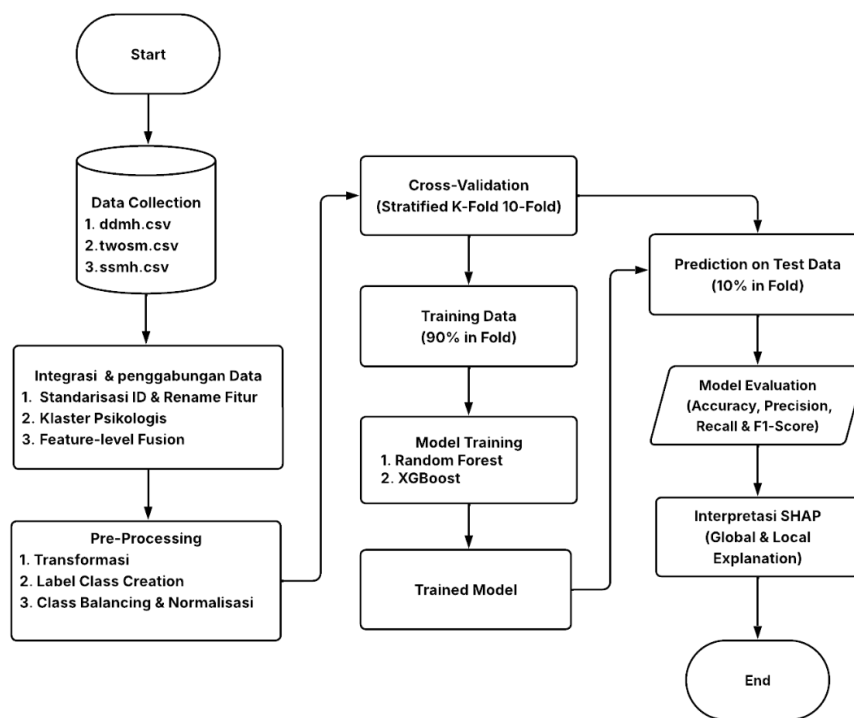 Start
Data Collection
1. ddmh.csv
2.twosm.csv
3.ssmh.csv
Integrasi & penggabungan Data
1. Standarisasi ID & Rename Fitur
2. Klaster Psikologis
3. Feature-level Fusion
Pre-Processing
1. Transformasi
2. Label Class Creation
3. Class Balancing & Normalisasi
Cross-Validation
(Stratified K-Fold 10-Fold)
Training Data
(90% in Fold)
Model Training
1. Random Forest
2. XGBoost
Trained Model
Prediction on Test Data
(10% in Fold)
Model Evaluation
(Accuracy, Precision,
Recall & F1-Score)
Interpretasi SHAP
(Global & Local
Explanation)
End